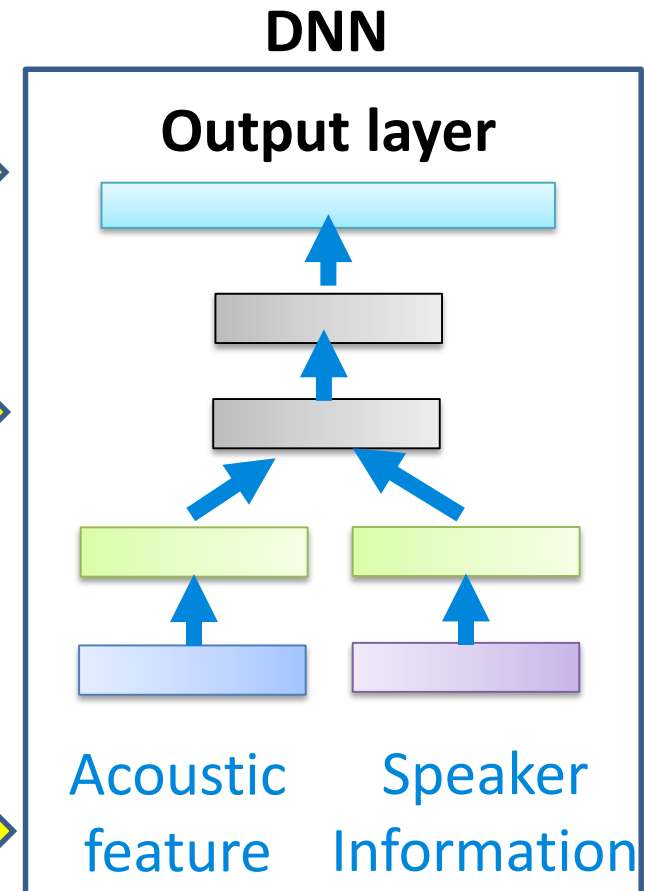 DNN
Output layer
Acoustic
feature
Speaker
Information